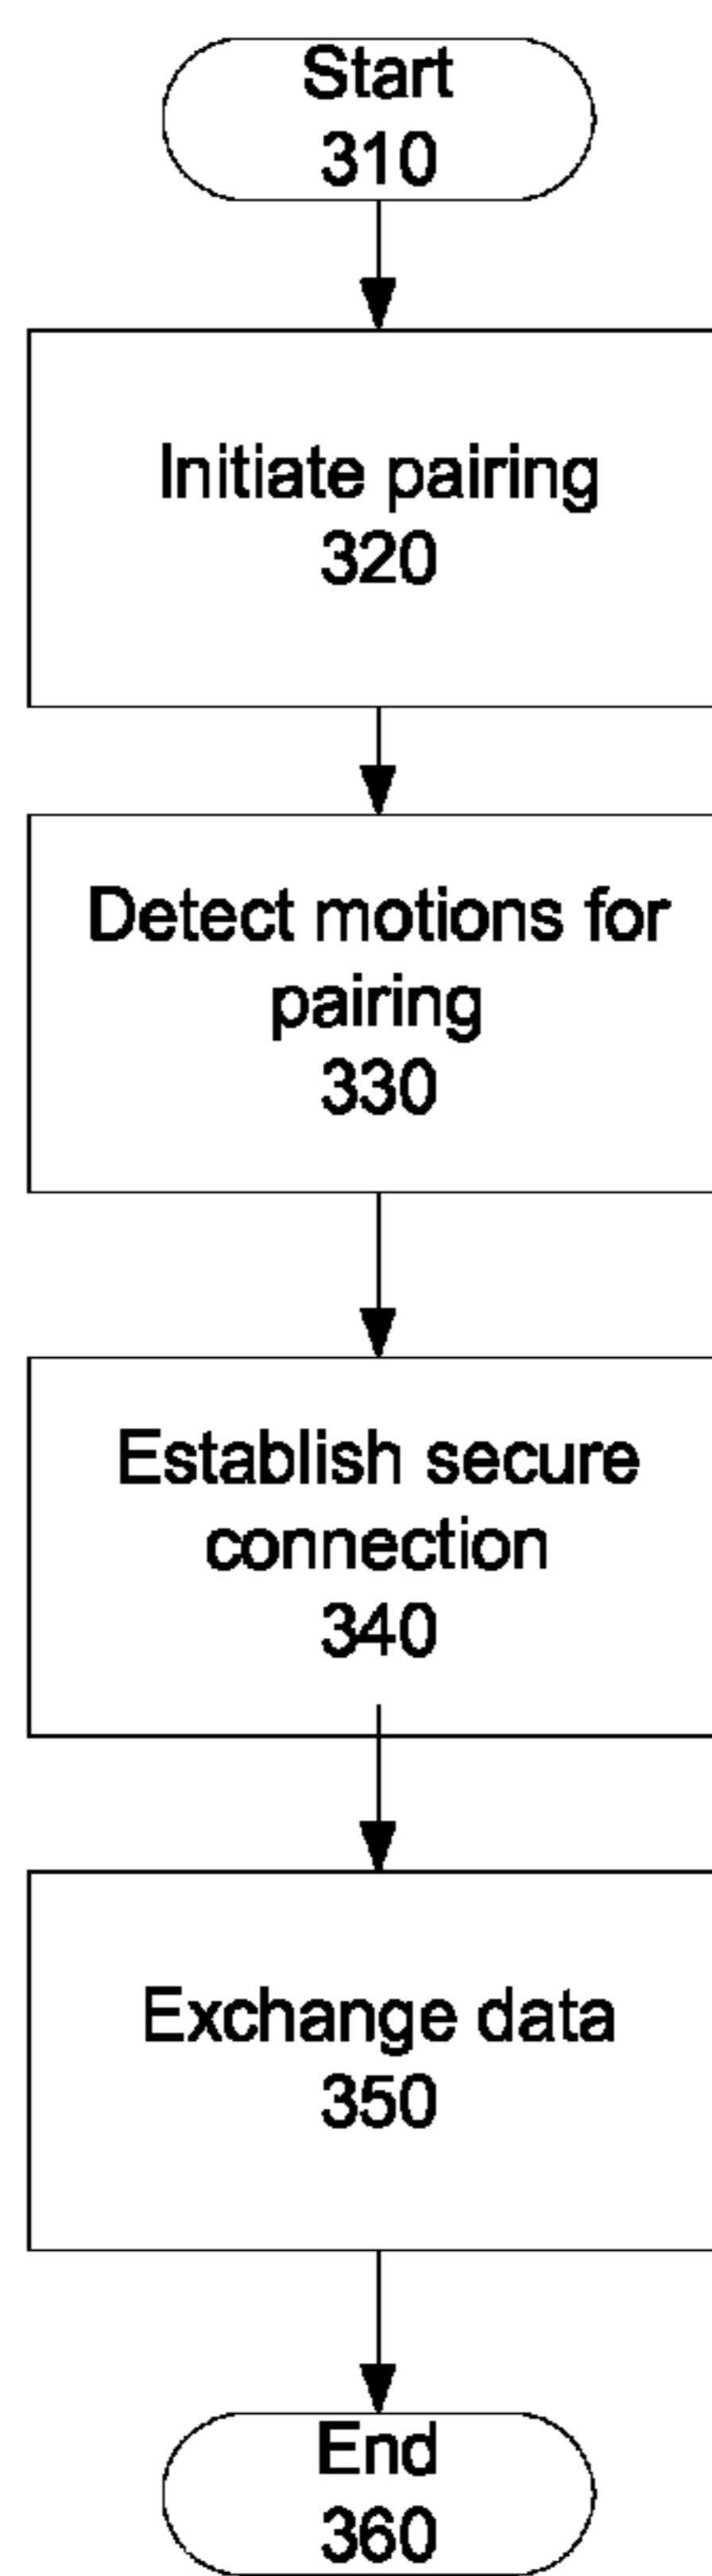 Start
310
Initiate pairing
320
Detect motions for
pairing
330
Establish secure
connection
340
Exchange data
350
End
360